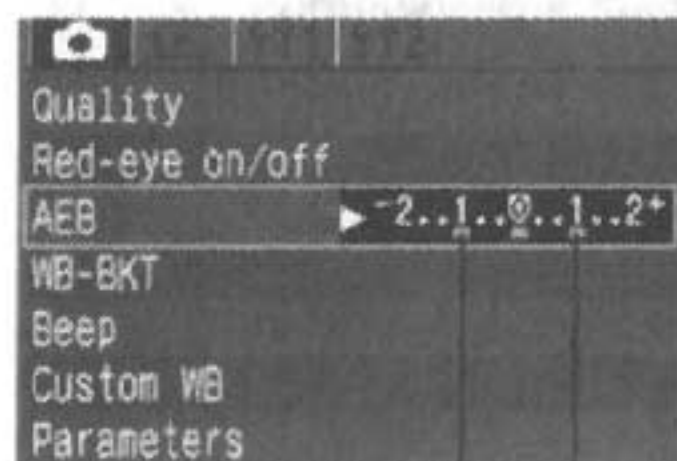 Quality
Red-eye on/off
AEB ▶ -2..1..0..1..2+
WB-BKT
Beep
Custom WB
Parameters